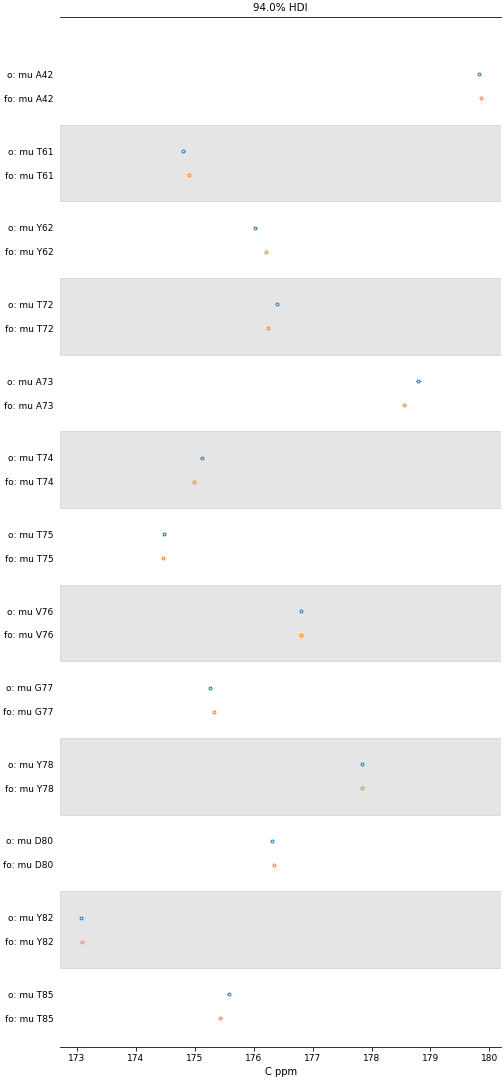 94.0% HDI
o: mu A42
fo: mu A42
o: mu T61
fo: mu T61
o: mu Y62
fo: mu Y62
o: mu T72
fo: mu T72
o: mu A73
fo: mu A73
o: mu T74
fo: mu T74
o: mu T75
fo: mu T75
o: mu V76
fo: mu V76
o: mu G77
fo: mu G77
o: mu Y78
fo: mu Y78
o: mu D80
fo: mu D80
o: mu Y82
fo: mu Y82
o: mu T85
fo: mu T85
173 174 175 176 177 178 179 180
C ppm